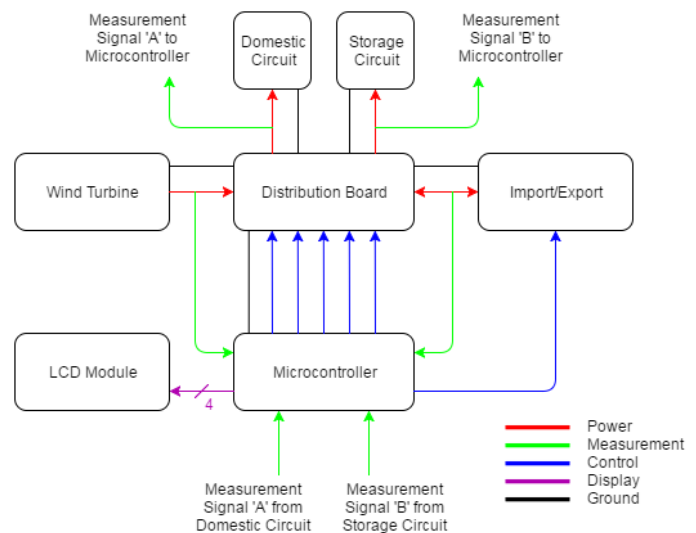 Measurement
Signal 'A' to
Microcontroller
Domestic
Circuit
Storage
Circuit
Measurement
Signal 'B' to
Microcontroller
Wind Turbine
Distribution Board
Import/Export
LCD Module
Microcontroller
4
Measurement
Signal 'A' from
Domestic Circuit
Measurement
Signal 'B' from
Storage Circuit
Power
Measurement
Control
Display
Ground